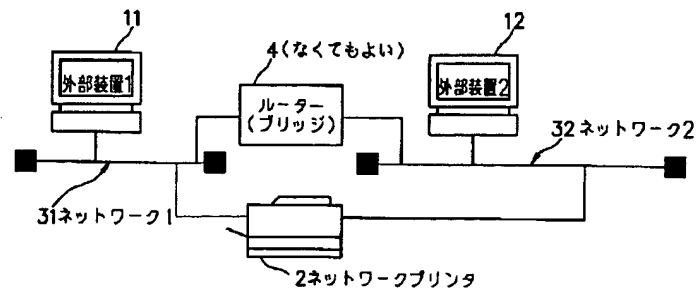 11
外部装置1
4(なくてもよい)
ルーター
(ブリッジ)
12
外部装置2
32ネットワーク2
31ネットワーク1
2ネットワークプリンタ